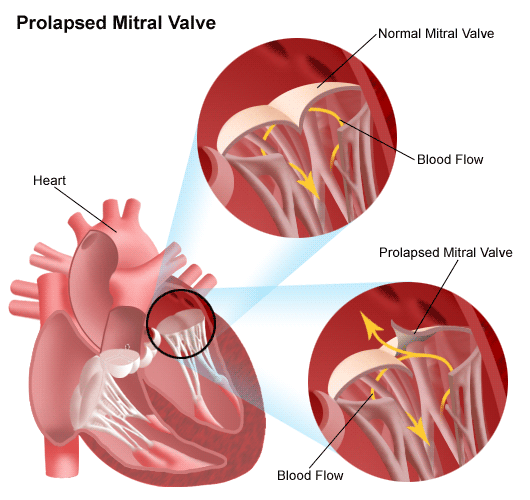 Prolapsed Mitral Valve
Normal Mitral Valve
Blood Flow
Heart
Prolapsed Mitral Valve
Blood Flow